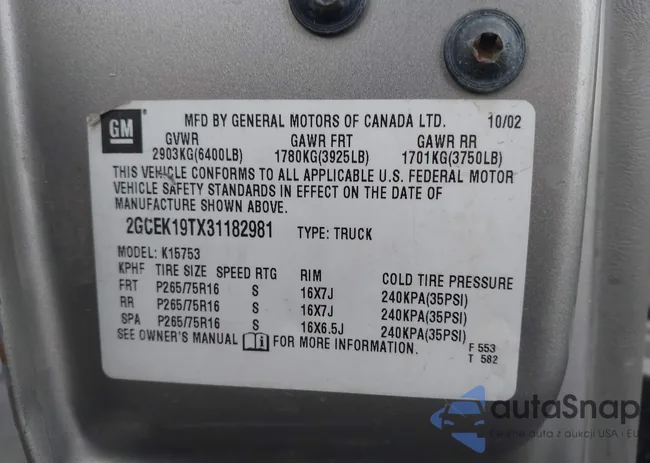 GM
MFD BY GENERAL MOTORS OF CANADA LTD. 10/02
GVWR GAWR FRT GAWR RR
2903KG(6400LB) 1780KG(3925LB) 1701KG(3750LB)
THIS VEHICLE CONFORMS TO ALL APPLICABLE U.S. FEDERAL MOTOR
VEHICLE SAFETY STANDARDS IN EFFECT ON THE DATE OF
MANUFACTURE SHOWN ABOVE.
2GCEK19TX31182981 TYPE: TRUCK
MODEL: K15753
KPHF TIRE SIZE SPEED RTG RIM COLD TIRE PRESSURE
FRT P265/75R16 S 16X7J 240KPA(35PSI)
RR P265/75R16 S 16X7J 240KPA(35PSI)
SPA P265/75R16 S 16X6.5J 240KPA(35PSI)
SEE OWNER'S MANUAL FOR MORE INFORMATION.
F 553
T 582
autaSnap
z aukcji USA i EU